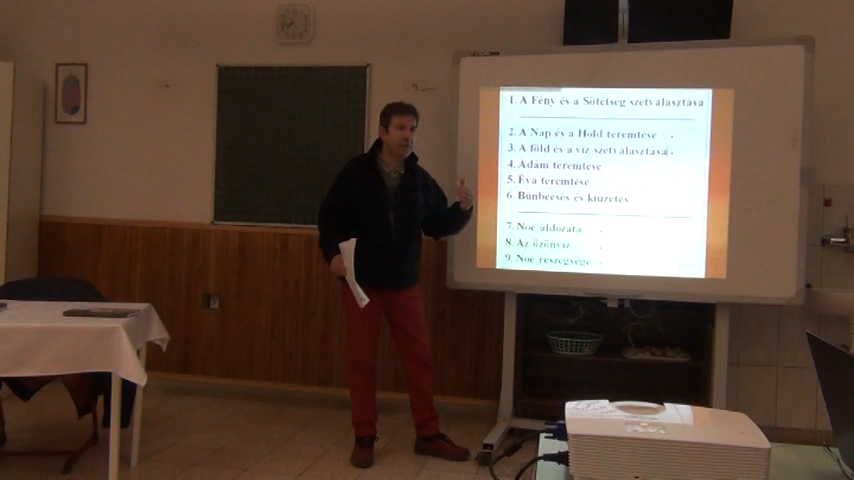 1. A Fény és a Sötétség szétválasztása
2. A Nap és a Hold teremtése
3. A föld és a víz szétválasztása
4. Ádám teremtése
5. Éva teremtése
6. Bűnbeesés és kiűzetés
7. Noé áldozata
8. Az özönvíz
9. Noé részegsége